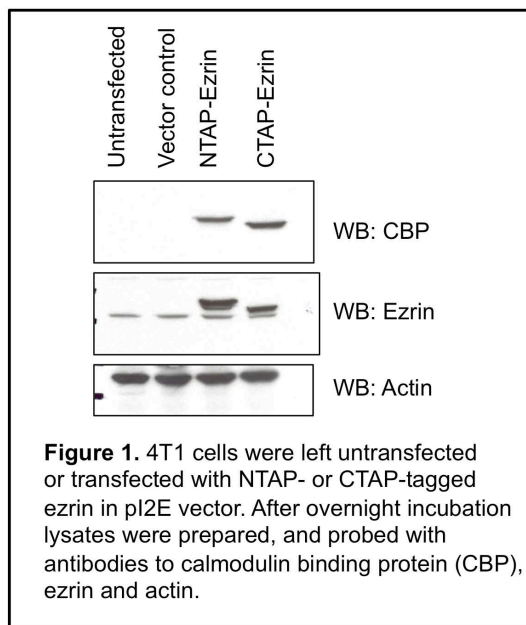 Untransfected
Vector control
NTAP-Ezrin
CTAP-Ezrin
WB: CBP
WB: Ezrin
WB: Actin
Figure 1. 4T1 cells were left untransfected
or transfected with NTAP- or CTAP-tagged
ezrin in pI2E vector. After overnight incubation
lysates were prepared, and probed with
antibodies to calmodulin binding protein (CBP),
ezrin and actin.